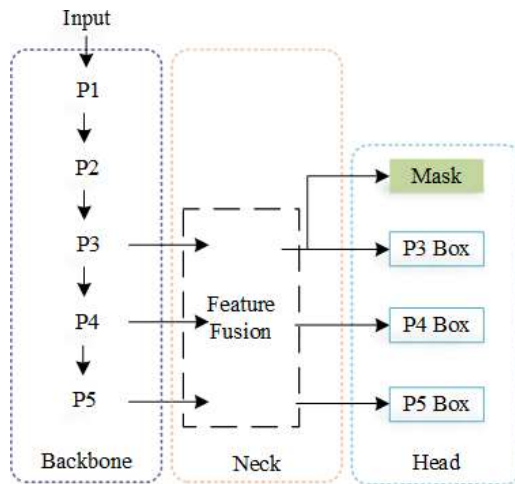 Input
P1
P2
Mask
P3
P3 Box
Feature
Fusion
P4
P4 Box
P5
P5 Box
Backbone
Neck
Head